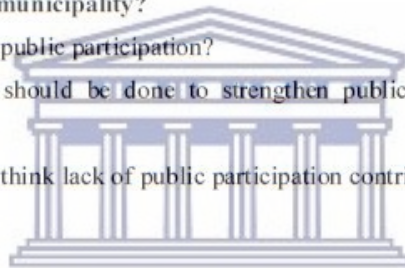 municipality?
public participation?
should be done to strengthen public
think lack of public participation contri